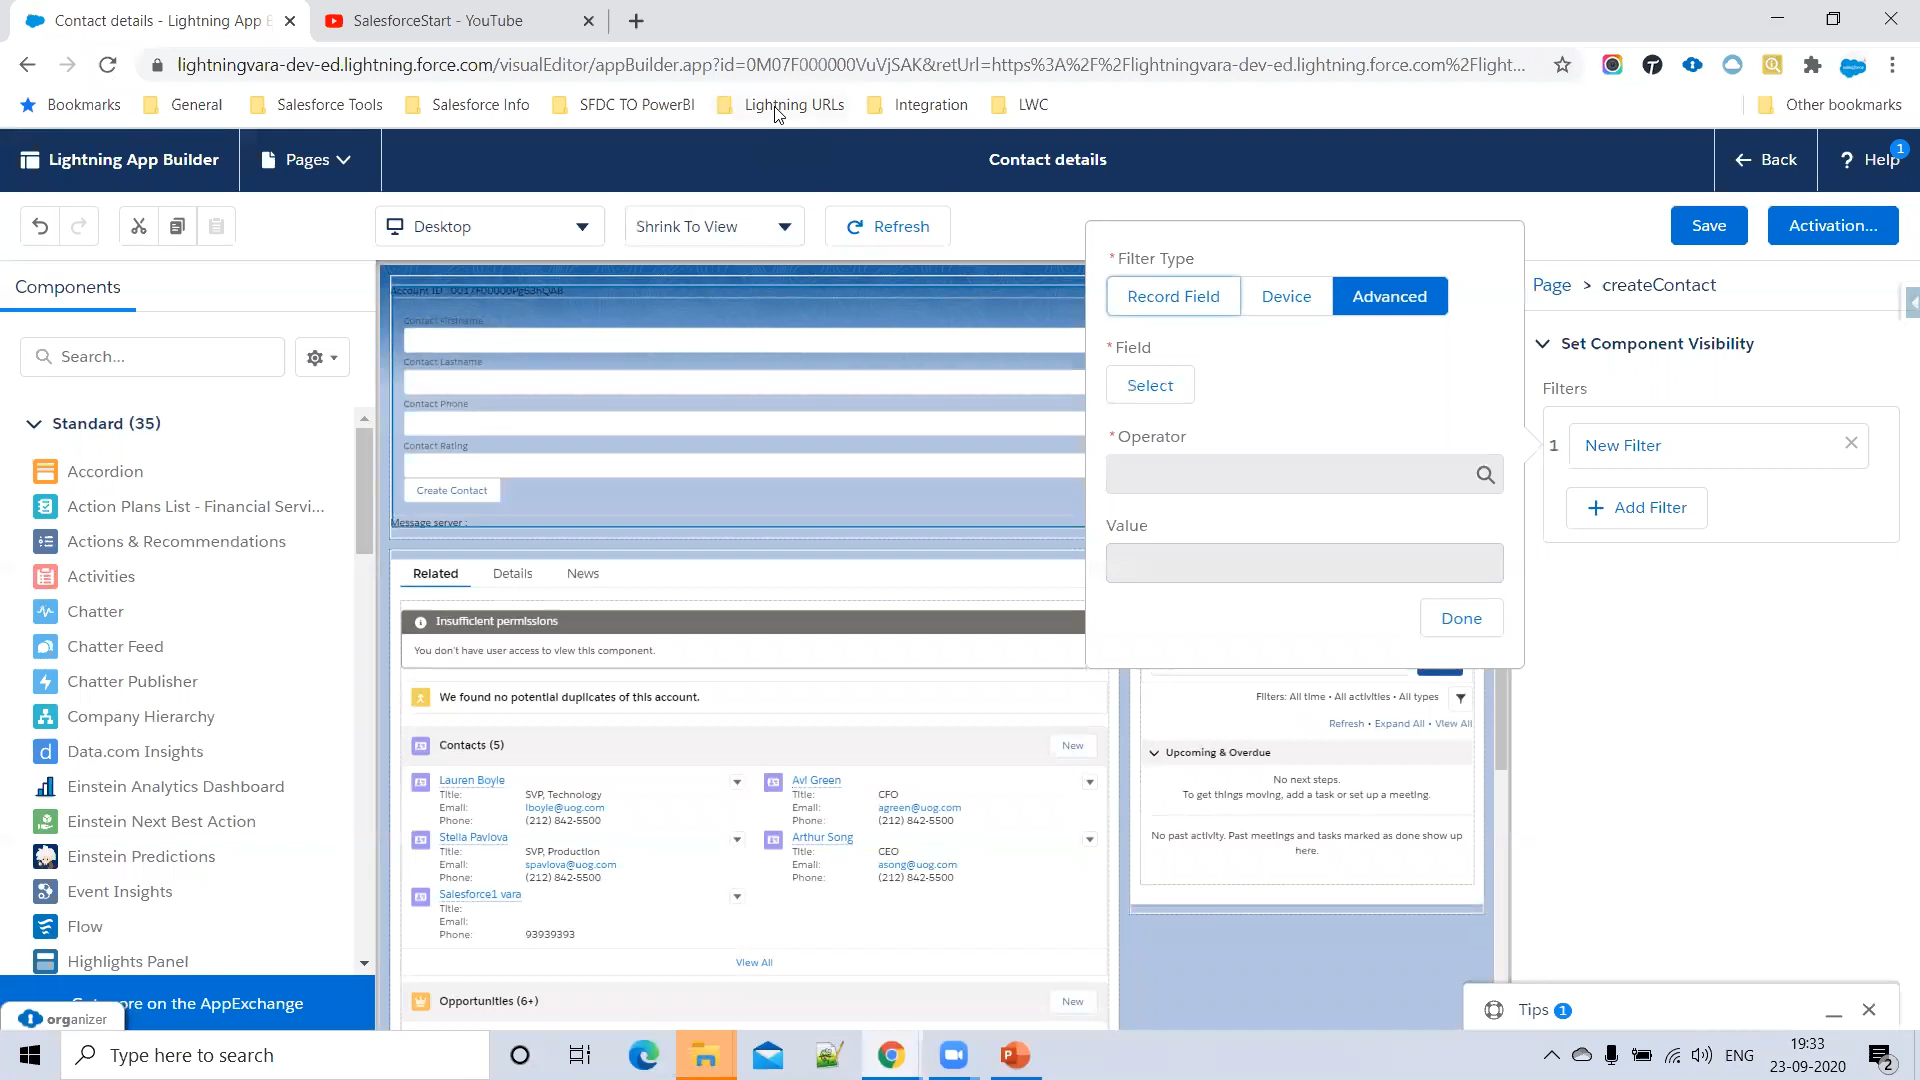 Contact details - Lightning App E
SalesforceStart - YouTube
lightningvara-dev-ed.lightning.force.com/visualEditor/appBuilder.app?id=0M07F000000VuVjSAK&retUrl=https%3A%2F%2Flightningvara-dev-ed.lightning.force.com%2Flight...
Bookmarks
General
Salesforce Tools
Salesforce Info
SFDC TO PowerBI
Lightning URLs
Integration
LWC
Other bookmarks
Lightning App Builder
Pages
Contact details
Back
? Help
1
Desktop
Shrink To View
Refresh
Save
Activation...
Components
Search...
Standard (35)
Accordion
Action Plans List - Financial Servi...
Actions & Recommendations
Activities
Chatter
Chatter Feed
Chatter Publisher
Company Hierarchy
Data.com Insights
Einstein Analytics Dashboard
Einstein Next Best Action
Einstein Predictions
Event Insights
Flow
Highlights Panel
ore on the AppExchange
organizer
Account ID :
Contact Firstname
Contact Lastname
Contact Phone
Contact Rating
Create Contact
Message server :
Related
Details
News
Insufficient permissions
You don't have user access to view this component.
We found no potential duplicates of this account.
Contacts (5)
New
Lauren Boyle
Title: SVP, Technology
Email: lboyle@uog.com
Phone: (212) 842-5500
Avi Green
Title: CFO
Email: agreen@uog.com
Phone: (212) 842-5500
Stella Pavlova
Title: SVP, Production
Email: spavlova@uog.com
Phone: (212) 842-5500
Arthur Song
Title: CEO
Email: asong@uog.com
Phone: (212) 842-5500
Salesforce1 vara
Title:
Email:
Phone: 93939393
View All
Opportunities (6+)
New
* Filter Type
Record Field
Device
Advanced
* Field
Select
* Operator
Value
Done
Filters: All time • All activities • All types
Refresh • Expand All • View All
Upcoming & Overdue
No next steps.
To get things moving, add a task or set up a meeting.
No past activity. Past meetings and tasks marked as done show up
here.
Page > createContact
Set Component Visibility
Filters
1
New Filter
+ Add Filter
Tips 1
Type here to search
ENG
19:33
23-09-2020
2